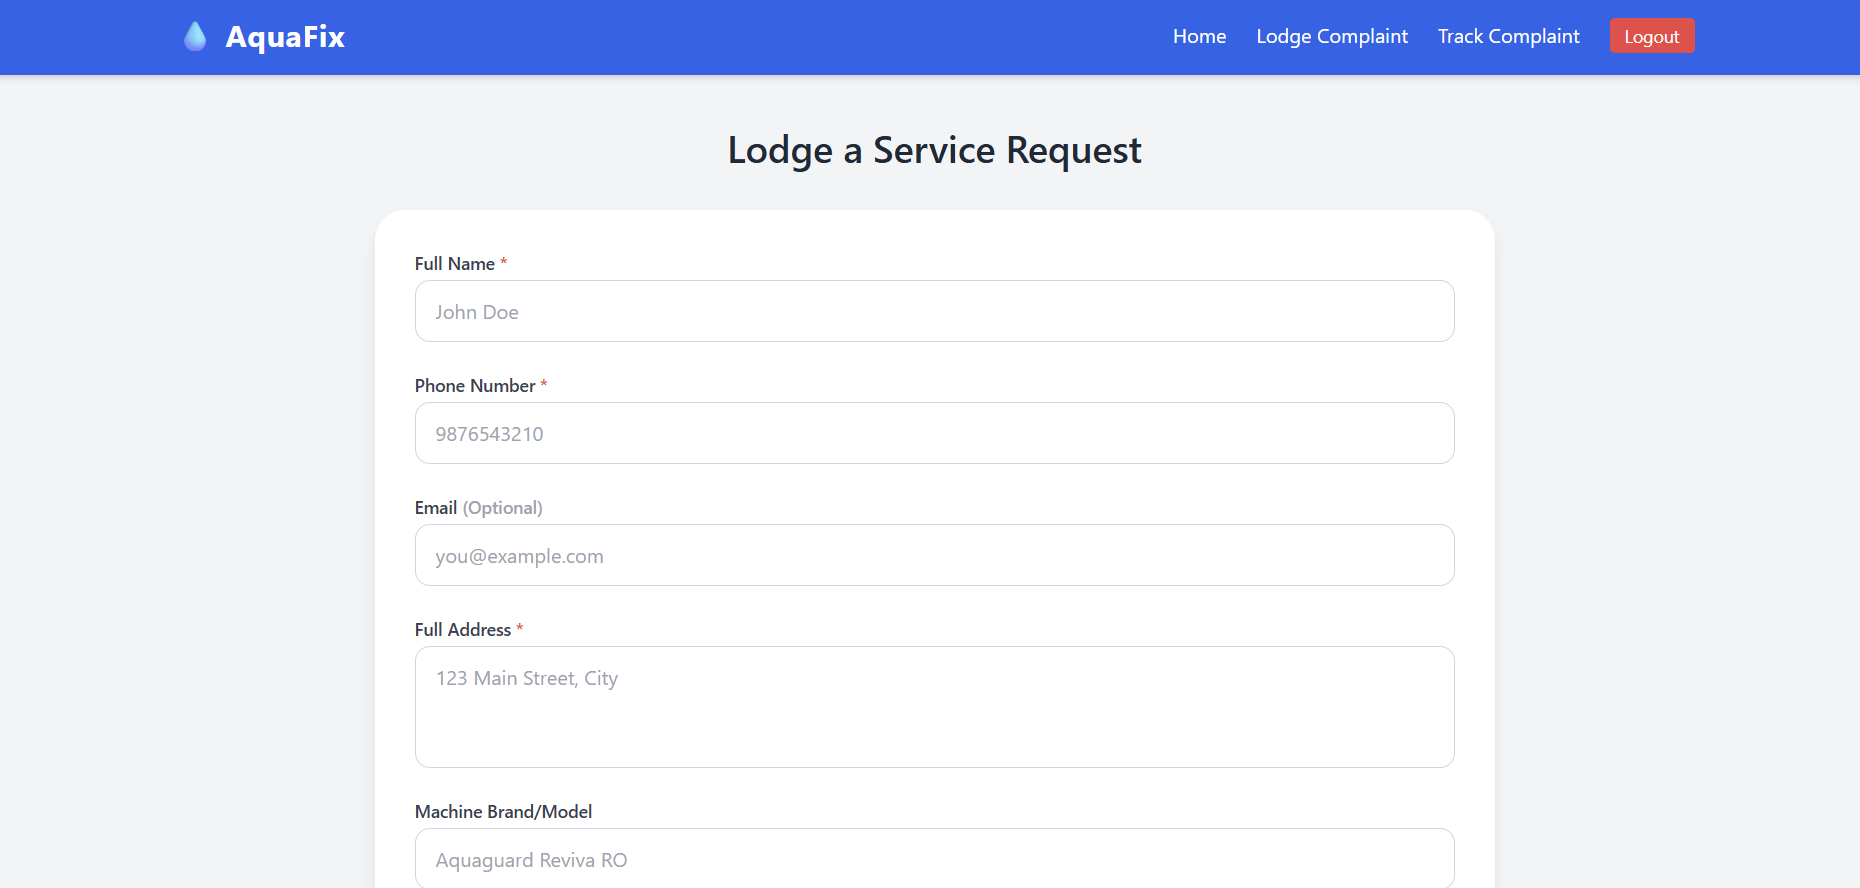 AquaFix
Home Lodge Complaint Track Complaint Logout
Lodge a Service Request
Full Name *
John Doe
Phone Number *
9876543210
Email (Optional)
you@example.com
Full Address *
123 Main Street, City
Machine Brand/Model
Aquaguard Reviva RO